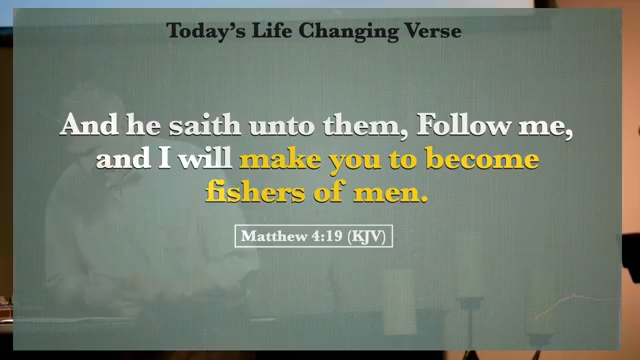 Today's Life Changing Verse
And he saith unto them, Follow me,
and I will make you to become
fishers of men.
Matthew 4:19 (KJV)